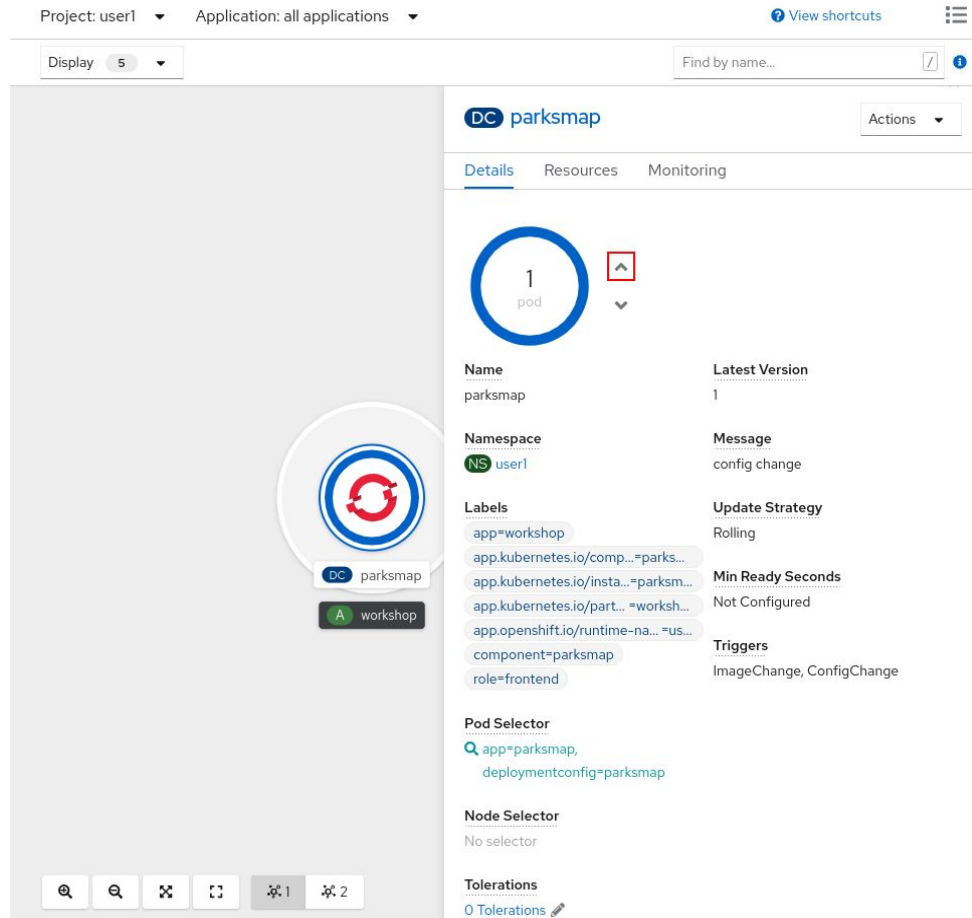 Project: user1 Application: all applications View shortcuts
Display 5 Find by name... /
DC parksmap Actions
Details Resources Monitoring
1
pod
Name
parksmap
Latest Version
1
Namespace
NS user1
Message
config change
Labels
app=workshop
app.kubernetes.io/comp...=parks...
app.kubernetes.io/insta...=parksm...
app.kubernetes.io/part... =worksh...
app.openshift.io/runtime-na... =us...
component=parksmap
role=frontend
Update Strategy
Rolling
Min Ready Seconds
Not Configured
Triggers
ImageChange, ConfigChange
Pod Selector
app=parksmap,
deploymentconfig=parksmap
Node Selector
No selector
Tolerations
0 Tolerations
DC parksmap
A workshop
1 2